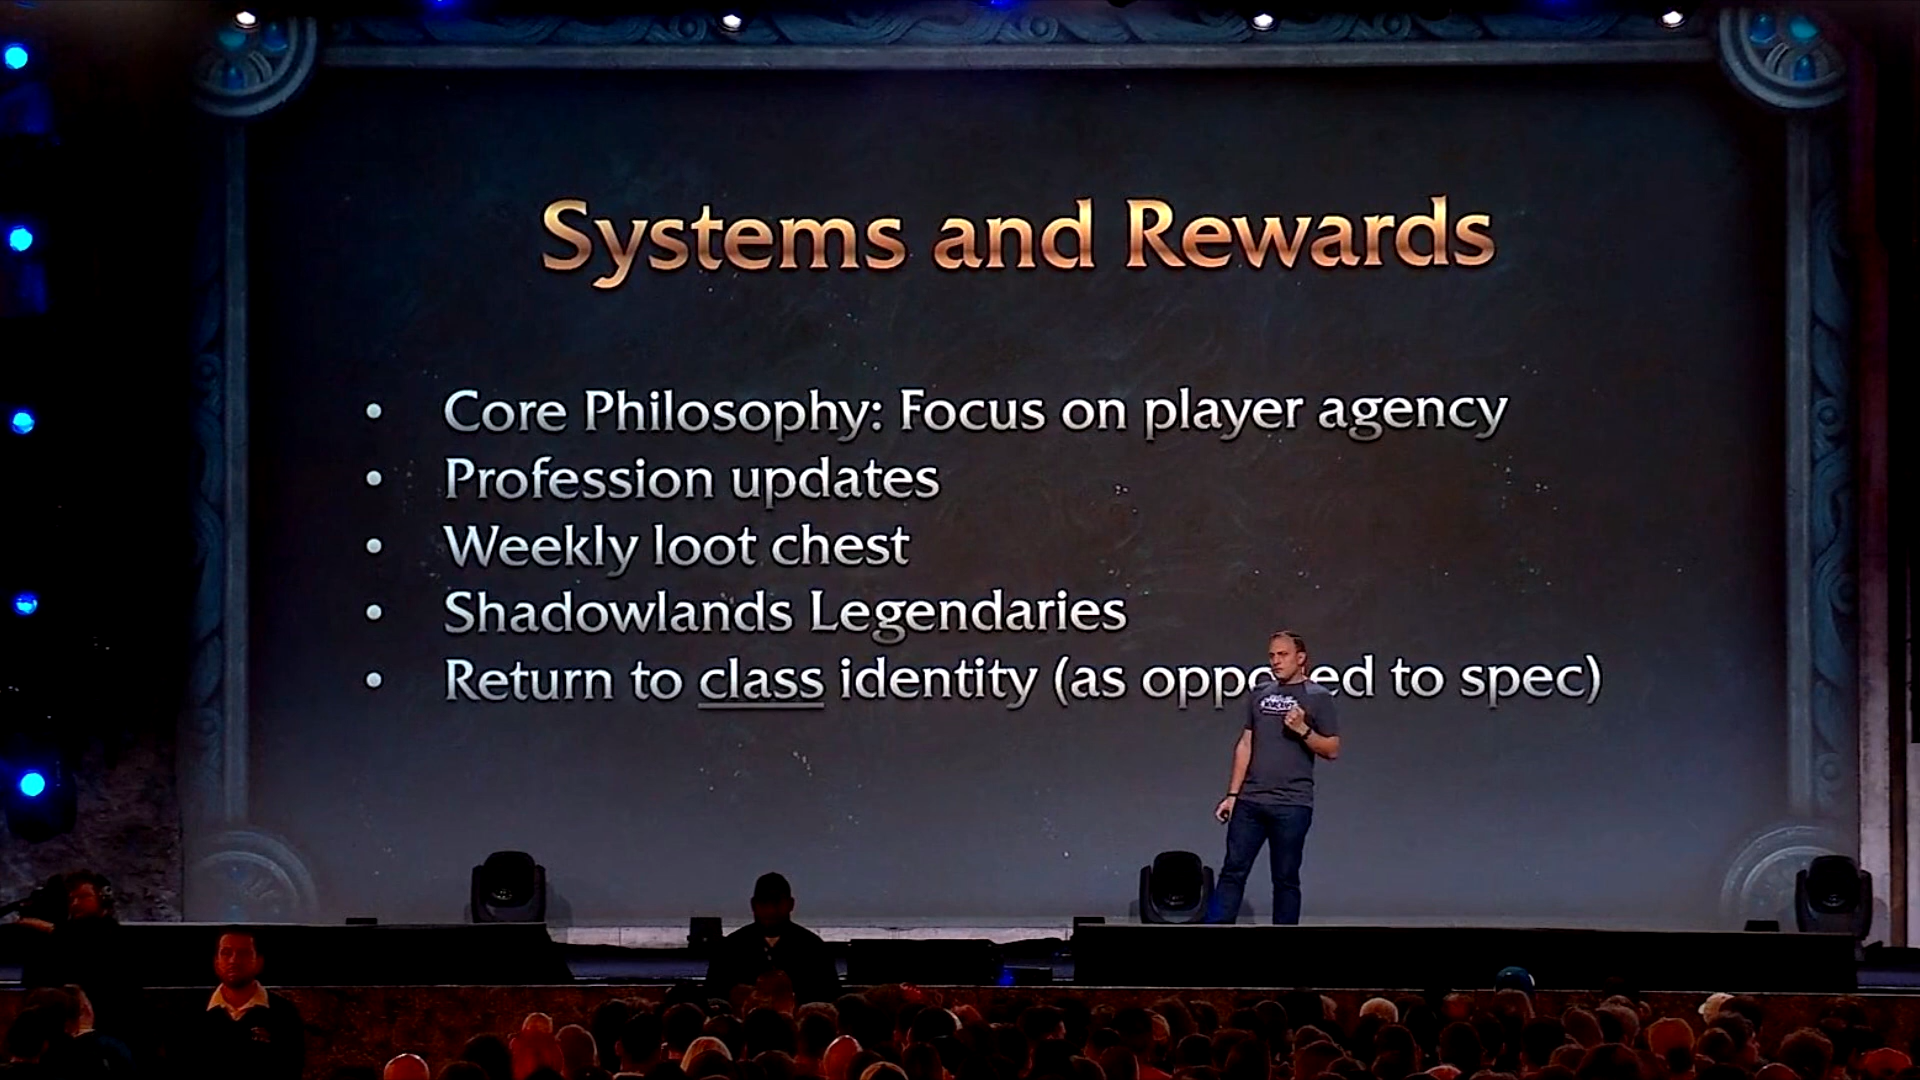 Systems and Rewards
• Core Philosophy: Focus on player agency
• Profession updates
• Weekly loot chest
• Shadowlands Legendaries
• Return to class identity (as oppo ed to spec)